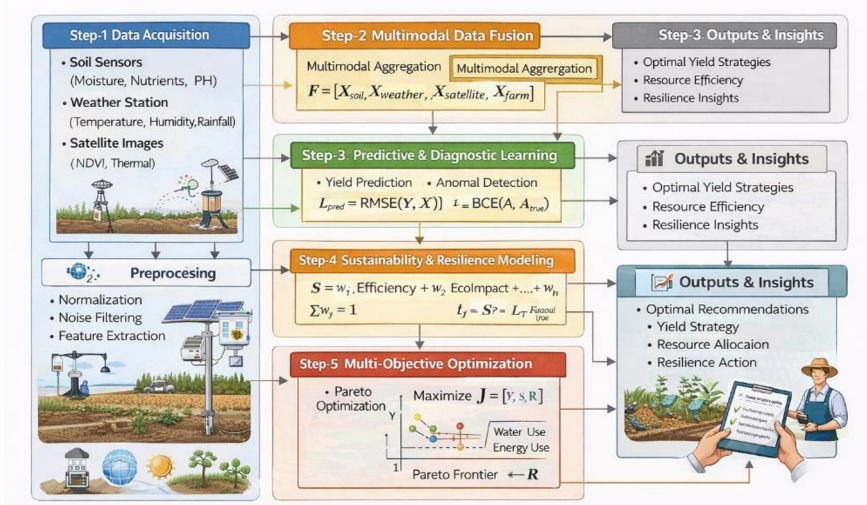 Step-1 Data Acquisition
• Soil Sensors
(Moisture, Nutrients, PH)
• Weather Station
(Temperature, Humidity, Rainfall)
• Satellite Images
(NDVI, Thermal)
Preprocesing
• Normalization
• Noise Filtering
• Feature Extraction
Step-2 Multimodal Data Fusion
Multimodal Aggregation
Multimodal Aggrergation
F = [X_soil, X_weather, ,X_satellite, X_farm]
Step-3. Predictive & Diagnostic Learning
• Yield Prediction • Anomal Detection
L_pred = RMSE(Y, X)} ɩ = BCE(A, A_true)
Step-4 Sustainability & Resilience Modeling
S = w₁, Efficiency + w₂ EcoImpact +....+ wₙ
∑w_j = 1
t_f = S? = L_T
Step-5 Multi-Objective Optimization
• Pareto
Optimization
Maximize J = [Y, S, R]
Y
Water Use
Energy Use
1
Pareto Frontier ← R
Step-3. Outputs & Insights
• Optimal Yield Strategies
• Resource Efficiency
• Resilience Insights
Outputs & Insights
• Optimal Yield Strategies
• Resource Efficiency
• Resilience Insights
Outputs & Insights
• Optimal Recommendations
• Yield Strategy
• Resource Allocaion
• Resilience Action